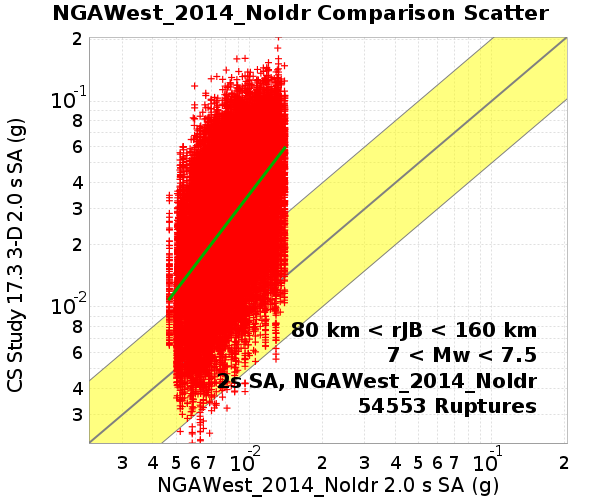 NGAWest_2014_NoIdr Comparison Scatter
2
10-1
8
6
4
3
2
10-2
8
6
4
3
CS Study 17.3 3-D 2.0 s SA (g)
80 km < rJB < 160 km
7 < Mw < 7.5
2s SA, NGAWest_2014_NoIdr
54553 Ruptures
3 4 5 6 7 10-2 2 3 4 5 6 7 10-1 2
NGAWest_2014_NoIdr 2.0 s SA (g)